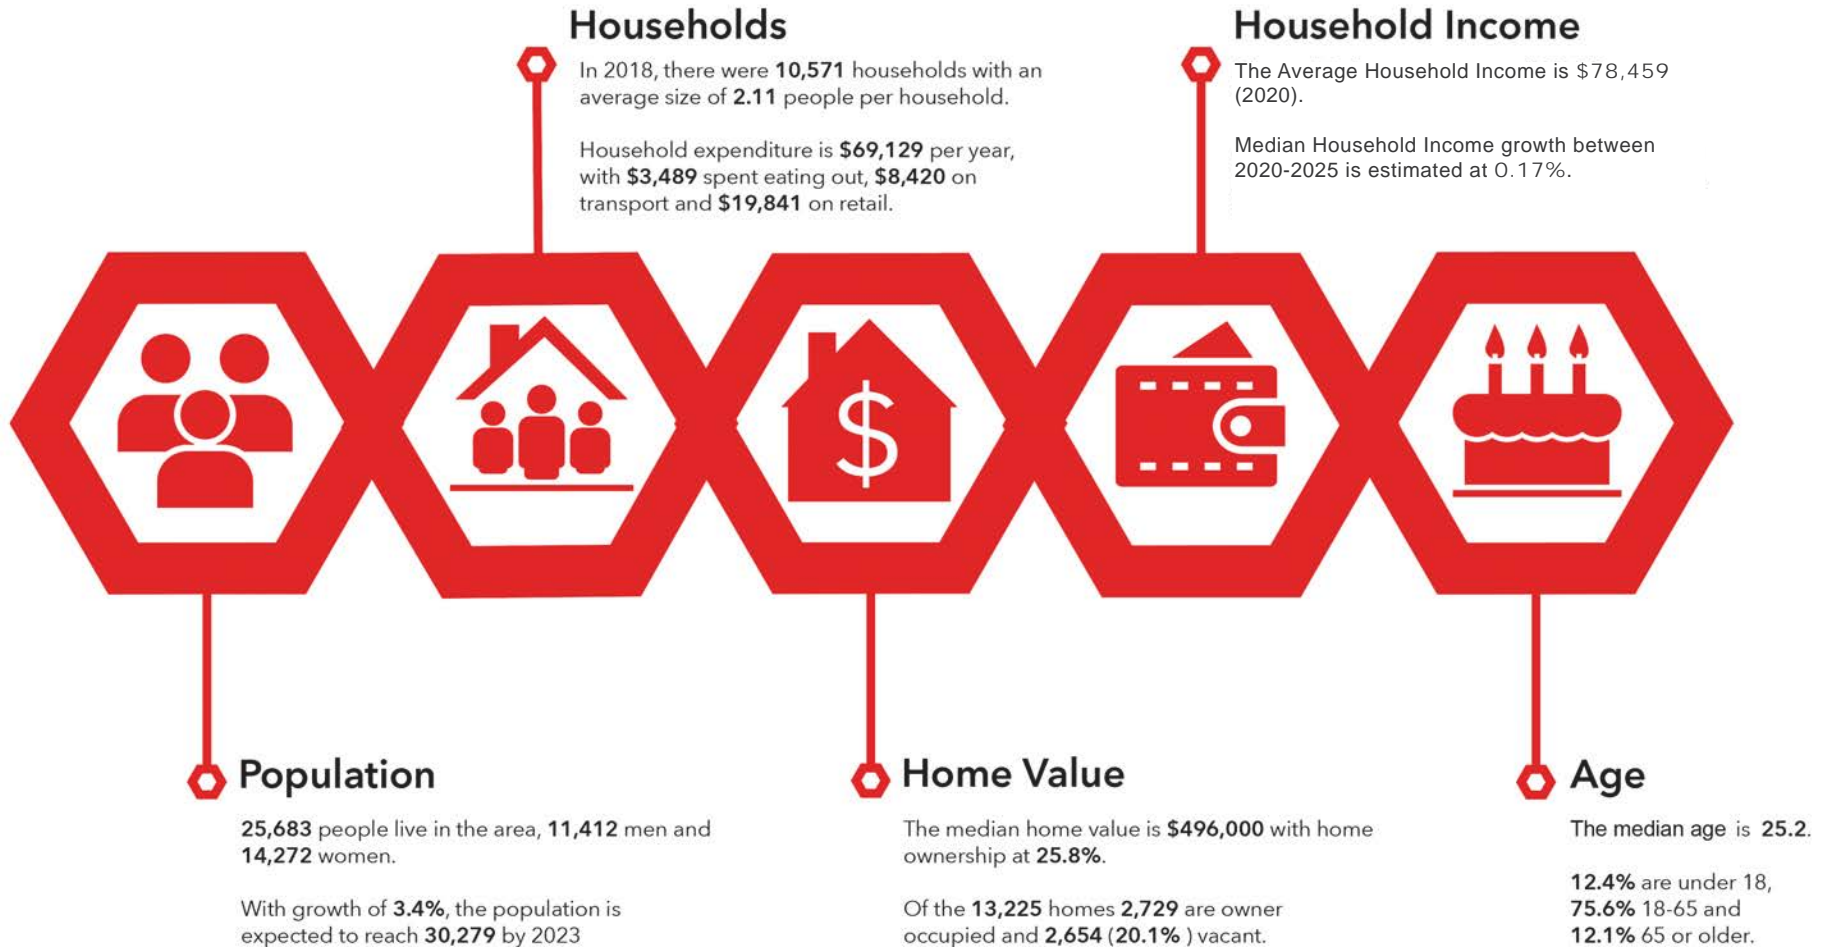 Households
In 2018, there were 10,571 households with an
average size of 2.11 people per household.
Household expenditure is $69,129 per year,
with $3,489 spent eating out, $8,420 on
transport and $19,841 on retail.
Household Income
The Average Household Income is $78,459
(2020).
Median Household Income growth between
2020-2025 is estimated at 0.17%.
$
Population
25,683 people live in the area, 11,412 men and
14,272 women.
With growth of 3.4%, the population is
expected to reach 30,279 by 2023
Home Value
The median home value is $496,000 with home
ownership at 25.8%.
Of the 13,225 homes 2,729 are owner
occupied and 2,654 (20.1% ) vacant.
Age
The median age is 25.2.
12.4% are under 18,
75.6% 18-65 and
12.1% 65 or older.